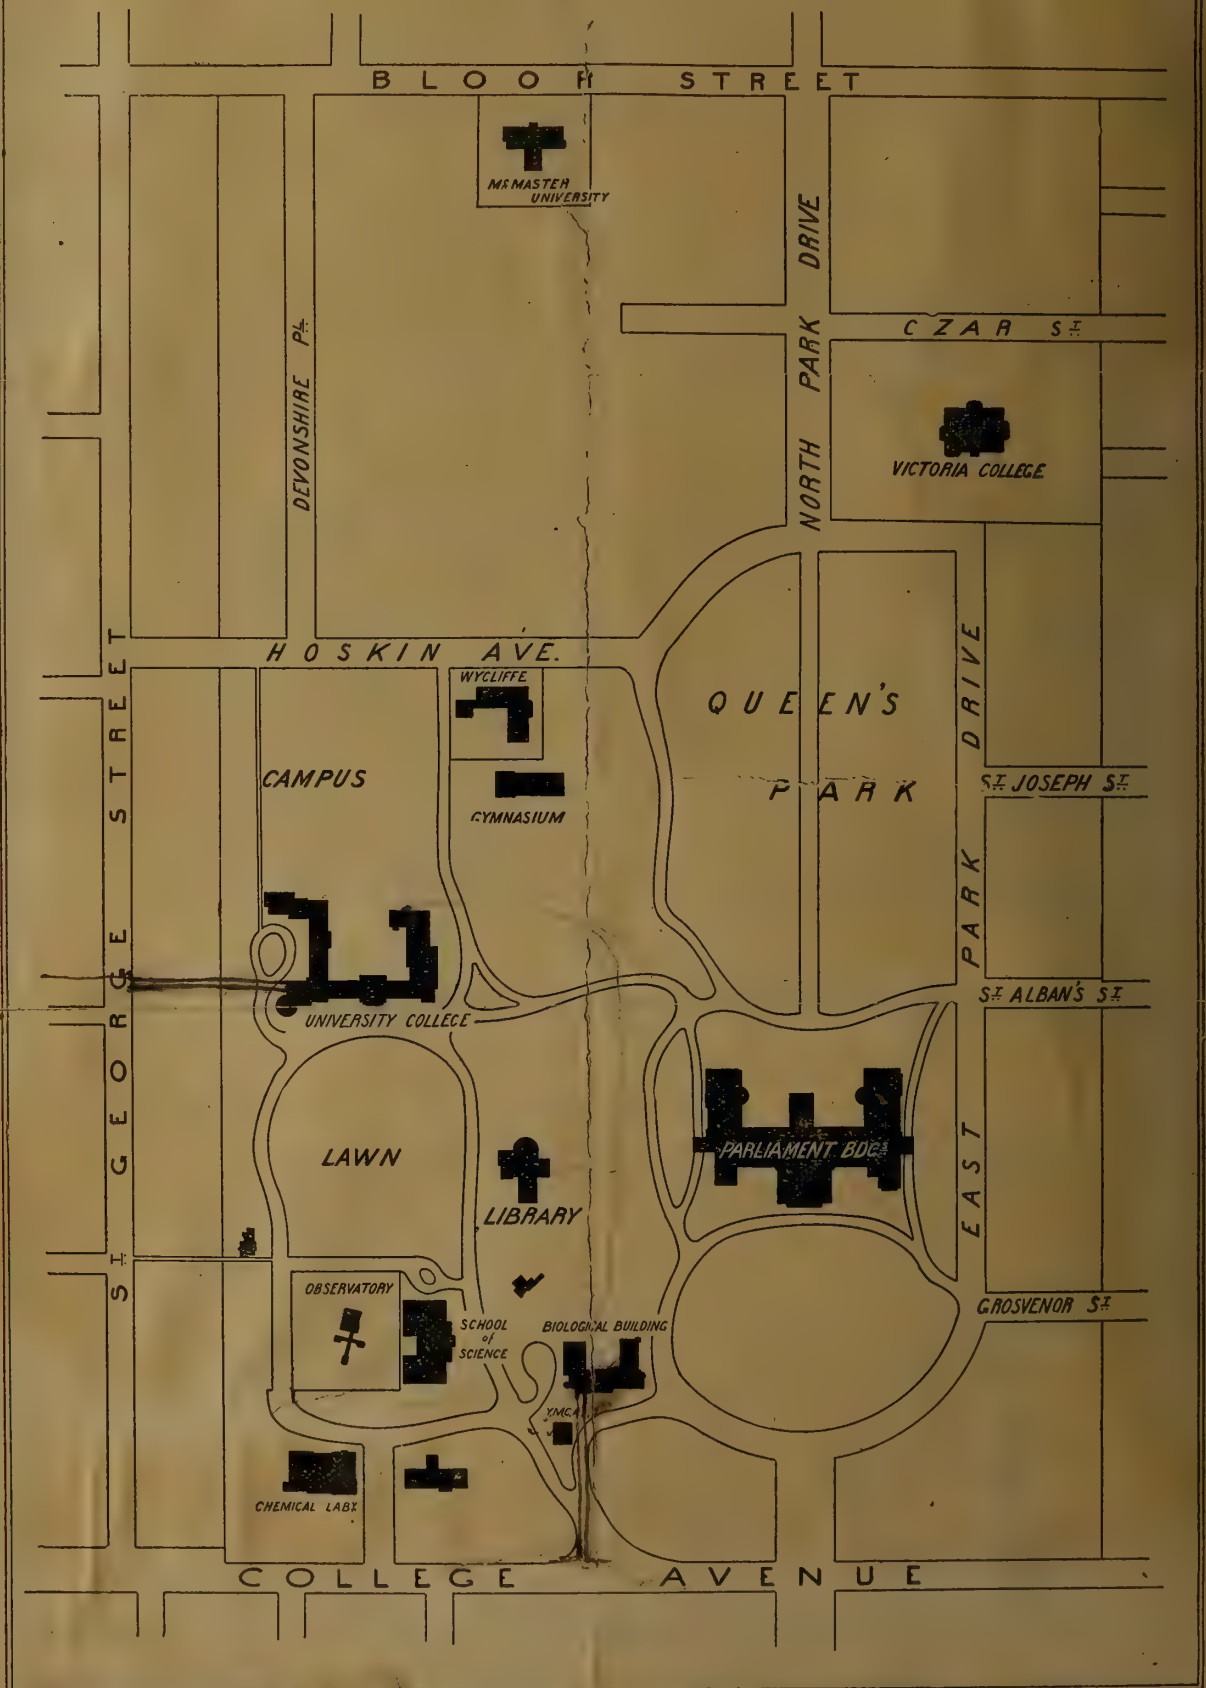 BLOOR STREET
McMASTER
UNIVERSITY
NORTH PARK DRIVE
CZAR ST.
DEVONSHIRE PL.
VICTORIA COLLEGE
HOSKIN AVE.
WYCLIFFE
QUEEN'S
PARK
CAMPUS
GYMNASIUM
ST. JOSEPH ST.
EAST PARK DRIVE
ST. GEORGE STREET
ST. ALBAN'S ST.
UNIVERSITY COLLEGE
LAWN
PARLIAMENT BDGS
LIBRARY
OBSERVATORY
SCHOOL
of
SCIENCE
BIOLOGICAL BUILDING
GROSVENOR ST.
Y.M.C.A.
CHEMICAL LABY.
COLLEGE AVENUE